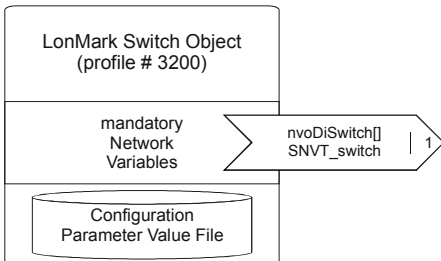 LonMark Switch Object
(profile # 3200)
mandatory
Network
Variables
nvoDiSwitch[]
SNVT_switch
1
Configuration
Parameter Value File